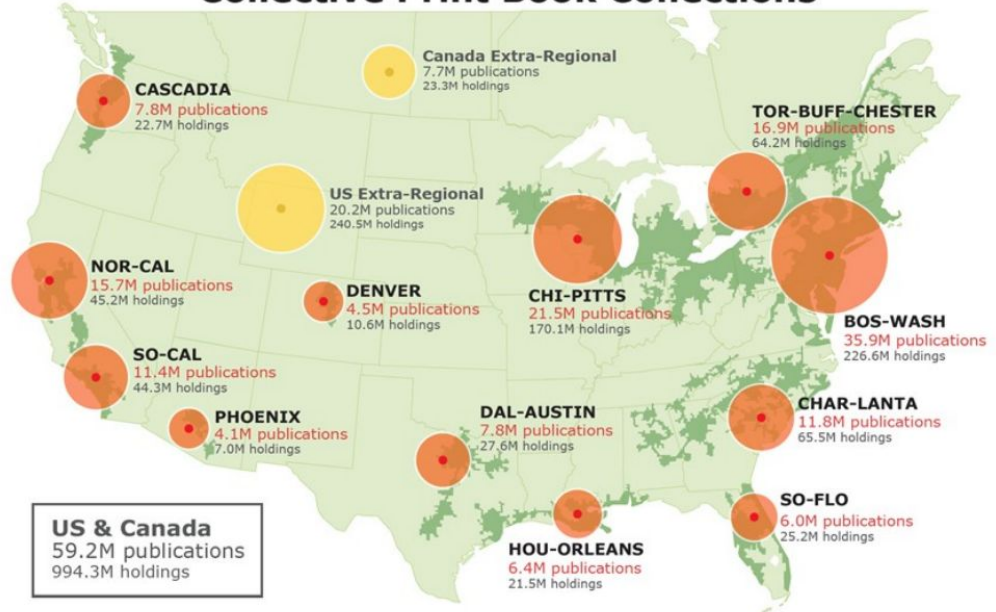 Collective Print Book Collections
Canada Extra-Regional
7.7M publications
23.3M holdings
CASCADIA
7.8M publications
22.7M holdings
TOR-BUFF-CHESTER
16.9M publications
64.2M holdings
US Extra-Regional
20.2M publications
240.5M holdings
NOR-CAL
15.7M publications
45.2M holdings
DENVER
4.5M publications
10.6M holdings
CHI-PITTS
21.5M publications
170.1M holdings
BOS-WASH
35.9M publications
226.6M holdings
SO-CAL
11.4M publications
44.3M holdings
PHOENIX
4.1M publications
7.0M holdings
DAL-AUSTIN
7.8M publications
27.6M holdings
CHAR-LANTA
11.8M publications
65.5M holdings
SO-FLO
6.0M publications
25.2M holdings
HOU-ORLEANS
6.4M publications
21.5M holdings
US & Canada
59.2M publications
994.3M holdings